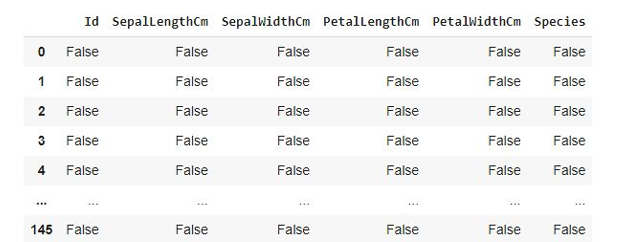 Id SepalLengthCm SepalWidthCm PetalLengthCm PetalWidthCm Species
0 False False False False False False
1 False False False False False False
2 False False False False False False
3 False False False False False False
4 False False False False False False
... ... ... ... ... ... ...
145 False False False False False False